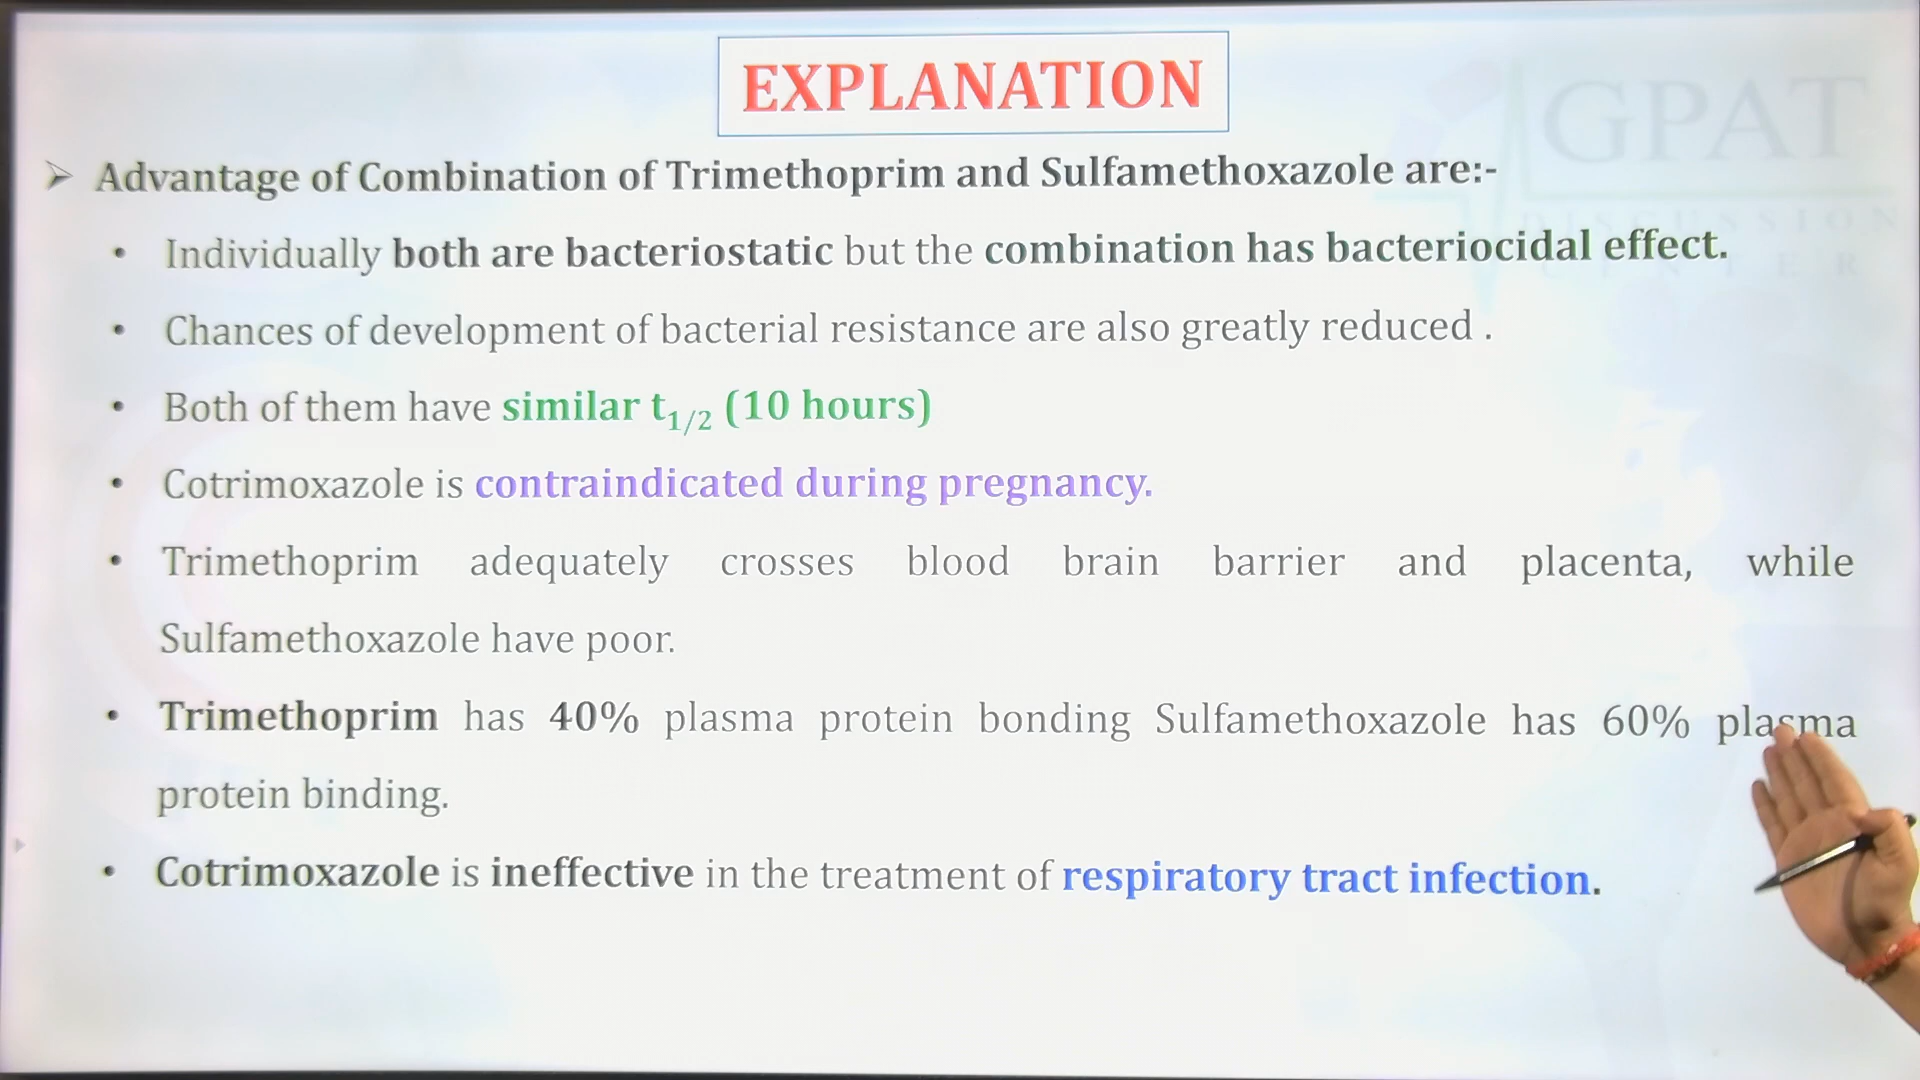 EXPLANATION
GPAT
DISCUSSION
CENTER
➢ Advantage of Combination of Trimethoprim and Sulfamethoxazole are:-
• Individually both are bacteriostatic but the combination has bacteriocidal effect.
• Chances of development of bacterial resistance are also greatly reduced .
• Both of them have similar t1/2 (10 hours)
• Cotrimoxazole is contraindicated during pregnancy.
• Trimethoprim adequately crosses blood brain barrier and placenta, while
Sulfamethoxazole have poor.
• Trimethoprim has 40% plasma protein bonding Sulfamethoxazole has 60% plasma
protein binding.
• Cotrimoxazole is ineffective in the treatment of respiratory tract infection.